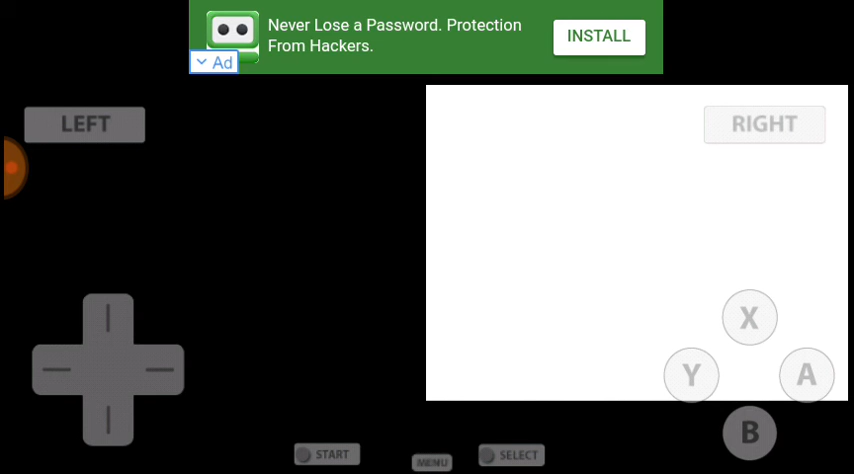 Never Lose a Password. Protection
From Hackers.
INSTALL
Ad
LEFT
RIGHT
X
Y
A
B
START
MENU
SELECT